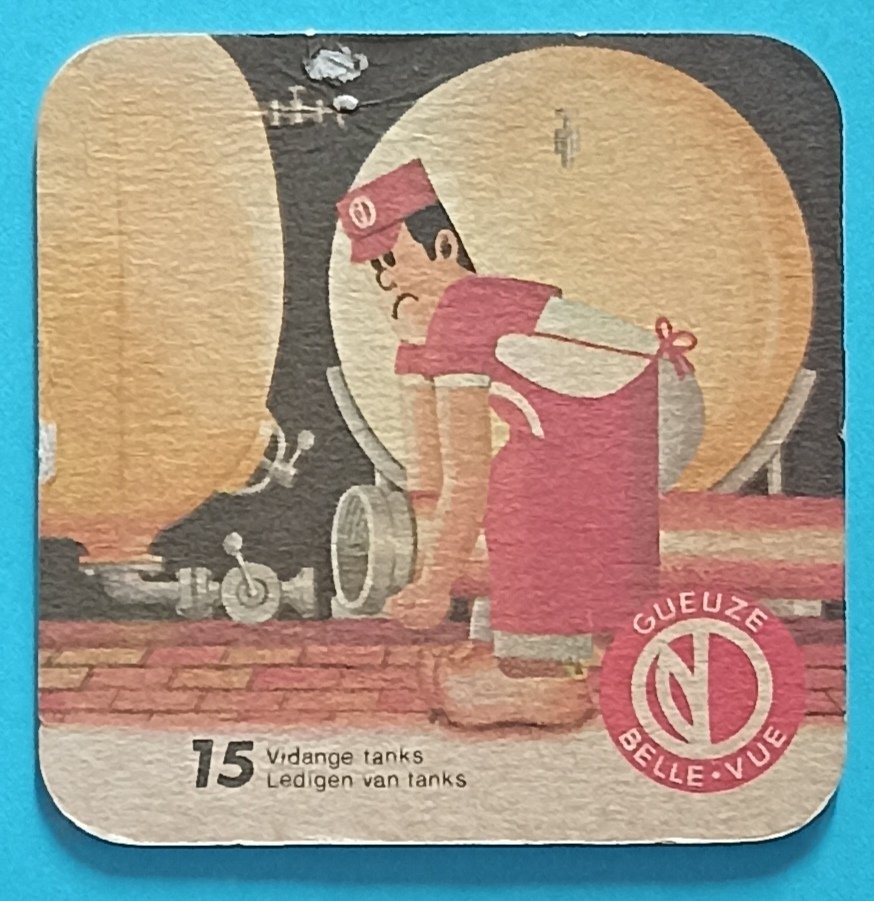 15 Vidange tanks
Ledigen van tanks
GUEUZE
BELLE · VUE